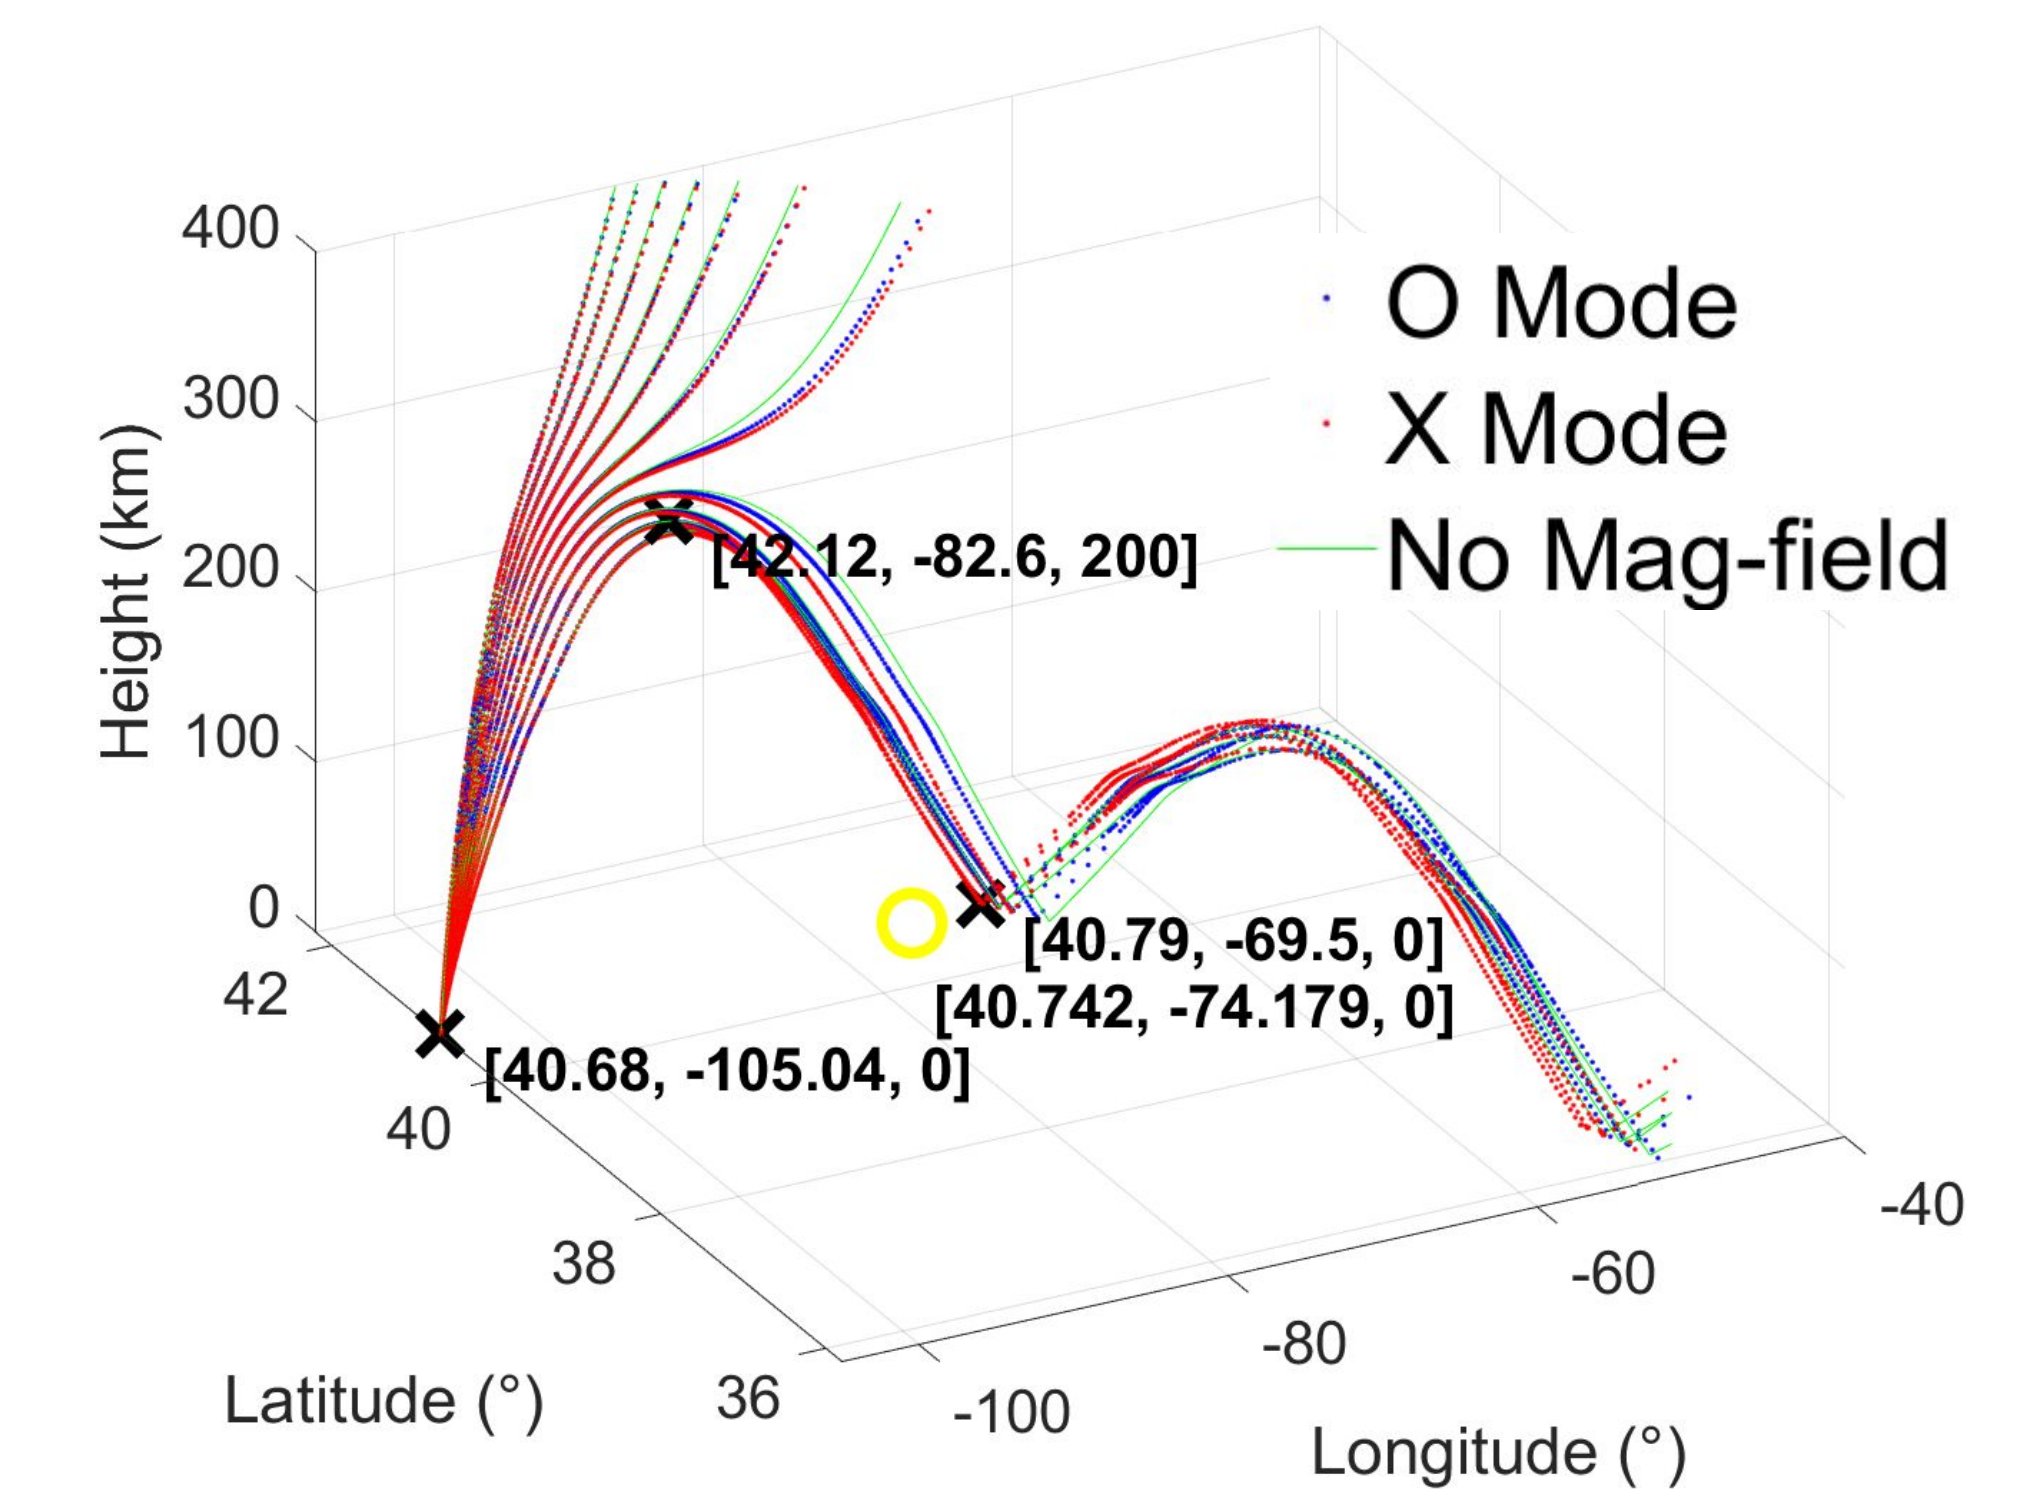 400
300
200
100
0
Height (km)
42
40
38
36
Latitude (°)
-100
-80
-60
-40
Longitude (°)
O Mode
X Mode
No Mag-field
[42.12, -82.6, 200]
[40.79, -69.5, 0]
[40.742, -74.179, 0]
[40.68, -105.04, 0]